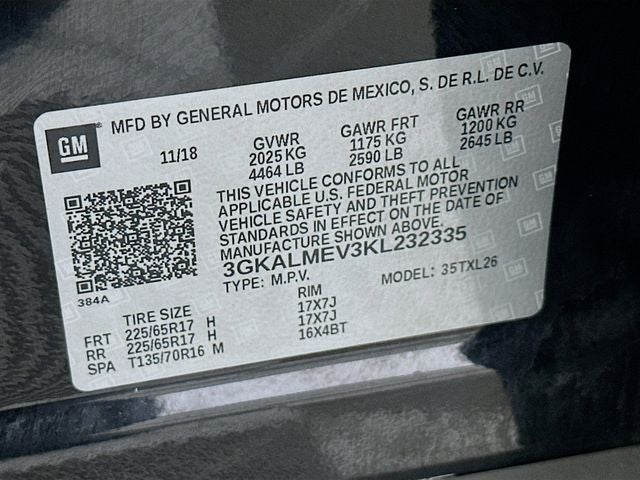 GM
MFD BY GENERAL MOTORS DE MEXICO, S. DE R.L. DE C.V.
11/18 GVWR GAWR FRT GAWR RR
2025 KG 1175 KG 1200 KG
4464 LB 2590 LB 2645 LB
THIS VEHICLE CONFORMS TO ALL
APPLICABLE U.S. FEDERAL MOTOR
VEHICLE SAFETY AND THEFT PREVENTION
STANDARDS IN EFFECT ON THE DATE OF
MANUFACTURE SHOWN ABOVE.
3GKALMEV3KL232335
TYPE: M.P.V. MODEL: 35TXL26
384A
TIRE SIZE RIM
FRT 225/65R17 H 17X7J
RR 225/65R17 H 17X7J
SPA T135/70R16 M 16X4BT